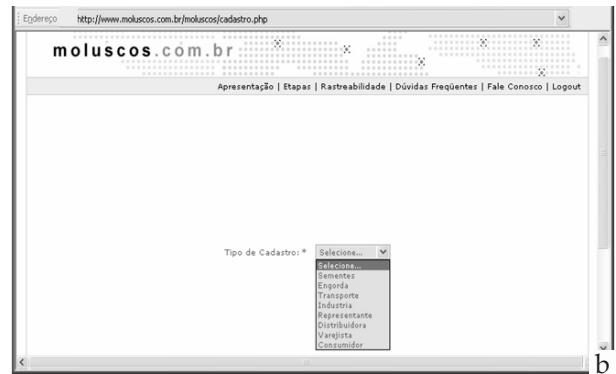 Endereço http://www.moluscos.com.br/moluscos/cadastro.php
moluscos.com.br
Apresentação | Etapas | Rastreabilidade | Dúvidas Freqüentes | Fale Conosco | Logout
Tipo de Cadastro: * Selecione...
Selecione...
Sementes
Engorda
Transporte
Industria
Representante
Distribuidora
Varejista
Consumidor
b